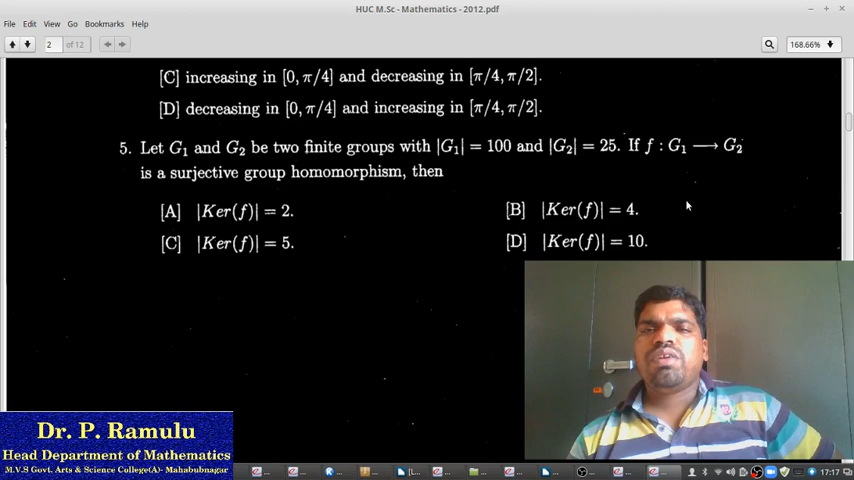 HUC M.Sc - Mathematics - 2012.pdf
File Edit View Go Bookmarks Help
2 of 12
168.66%
[C] increasing in [0, π/4] and decreasing in [π/4, π/2].
[D] decreasing in [0, π/4] and increasing in [π/4, π/2].
5. Let G₁ and G₂ be two finite groups with |G₁| = 100 and |G₂| = 25. If f : G₁ ⟶ G₂
is a surjective group homomorphism, then
[A] |Ker(f)| = 2.
[B] |Ker(f)| = 4.
[C] |Ker(f)| = 5.
[D] |Ker(f)| = 10.
Dr. P. Ramulu
Head Department of Mathematics
M.V.S Govt. Arts & Science College(A)- Mahabubnagar
17:17